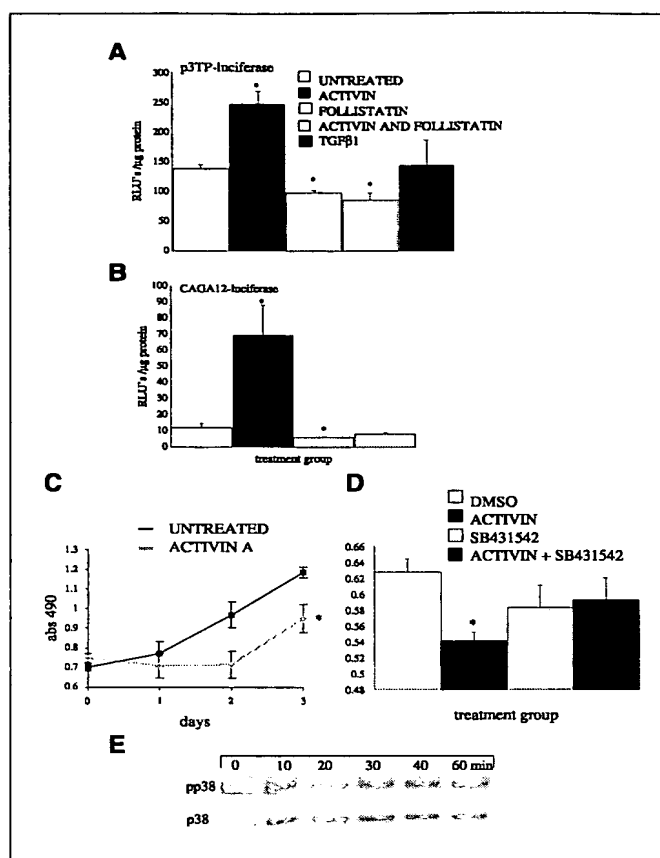 A
p3TP-luciferase
UNTREATED
ACTIVIN
FOLLISTATIN
ACTIVIN AND FOLLISTATIN
TGFβ1
300
250
200
150
100
50
0
RLU's /µg protein
B
CAGA12-luciferase
100
90
80
70
60
50
40
30
20
10
0
RLU's /µg protein
treatment group
C
UNTREATED
ACTIVIN A
1.3
1.2
1.1
1
0.9
0.8
0.7
0.6
abs 490
0 1 2 3
days
D
DMSO
ACTIVIN
SB431542
ACTIVIN + SB431542
0.66
0.64
0.62
0.6
0.58
0.56
0.54
0.52
0.5
0.48
treatment group
E
0 10 20 30 40 60 min
pp38
p38